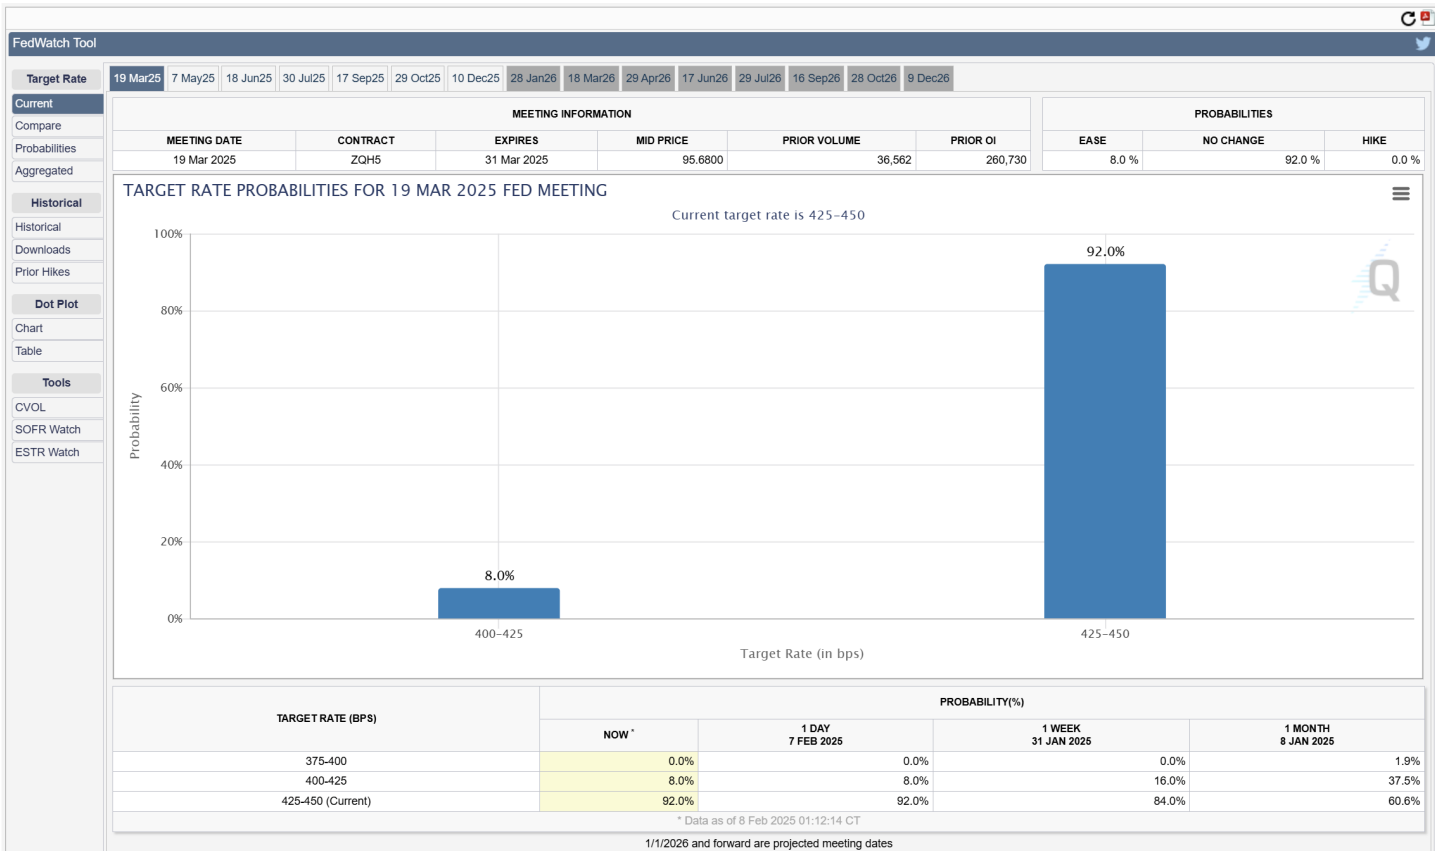 FedWatch Tool
Target Rate
Current
Compare
Probabilities
Aggregated
Historical
Historical
Downloads
Prior Hikes
Dot Plot
Chart
Table
Tools
CVOL
SOFR Watch
ESTR Watch
19 Mar25 7 May25 18 Jun25 30 Jul25 17 Sep25 29 Oct25 10 Dec25 28 Jan26 18 Mar26 29 Apr26 17 Jun26 29 Jul26 16 Sep26 28 Oct26 9 Dec26
MEETING INFORMATION
MEETING DATE CONTRACT EXPIRES MID PRICE PRIOR VOLUME PRIOR OI
19 Mar 2025 ZQH5 31 Mar 2025 95.6800 36,562 260,730
PROBABILITIES
EASE NO CHANGE HIKE
8.0 % 92.0 % 0.0 %
TARGET RATE PROBABILITIES FOR 19 MAR 2025 FED MEETING
Current target rate is 425-450
Probability
100%
80%
60%
40%
20%
0%
8.0%
92.0%
Q
400-425 425-450
Target Rate (in bps)
TARGET RATE (BPS) PROBABILITY(%)
NOW * 1 DAY 1 WEEK 1 MONTH
7 FEB 2025 31 JAN 2025 8 JAN 2025
375-400 0.0% 0.0% 0.0% 1.9%
400-425 8.0% 8.0% 16.0% 37.5%
425-450 (Current) 92.0% 92.0% 84.0% 60.6%
* Data as of 8 Feb 2025 01:12:14 CT
1/1/2026 and forward are projected meeting dates